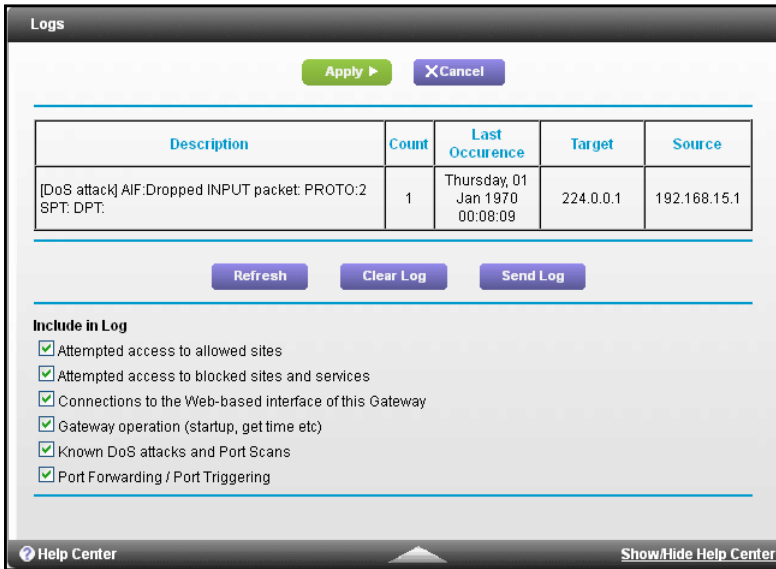 Logs
Apply
Cancel
Description Count Last Occurence Target Source
[DoS attack] AIF:Dropped INPUT packet: PROTO:2 SPT: DPT: 1 Thursday, 01 Jan 1970 00:08:09 224.0.0.1 192.168.15.1
Refresh
Clear Log
Send Log
Include in Log
Attempted access to allowed sites
Attempted access to blocked sites and services
Connections to the Web-based interface of this Gateway
Gateway operation (startup, get time etc)
Known DoS attacks and Port Scans
Port Forwarding / Port Triggering
Help Center
Show/Hide Help Center